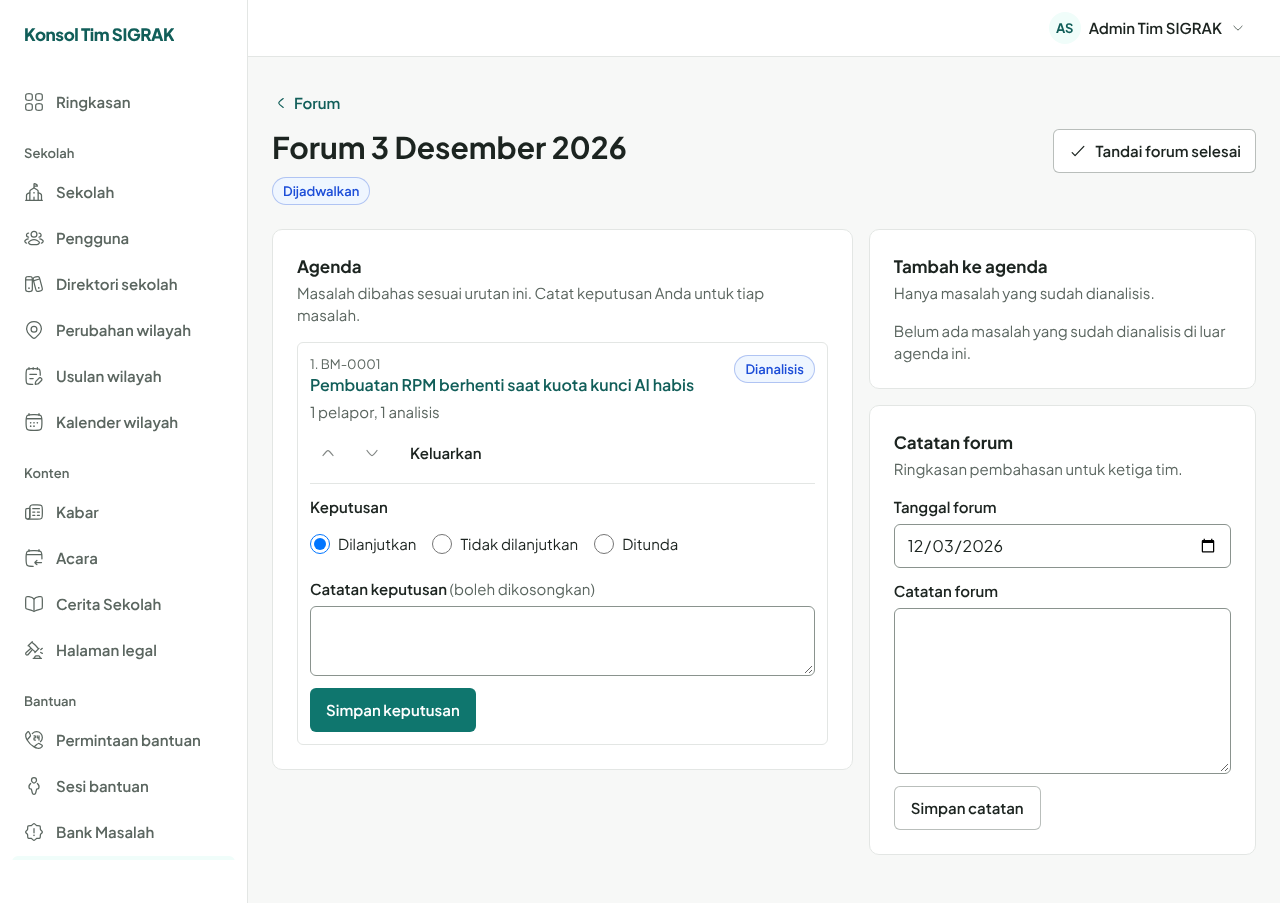 Konsol Tim SIGRAK
AS
Admin Tim SIGRAK
Ringkasan
Sekolah
Sekolah
Pengguna
Direktori sekolah
Perubahan wilayah
Usulan wilayah
Kalender wilayah
Konten
Kabar
Acara
Cerita Sekolah
Halaman legal
Bantuan
Permintaan bantuan
Sesi bantuan
Bank Masalah
Forum
Forum 3 Desember 2026
Tandai forum selesai
Dijadwalkan
Agenda
Masalah dibahas sesuai urutan ini. Catat keputusan Anda untuk tiap
masalah.
1. BM-0001
Pembuatan RPM berhenti saat kuota kunci AI habis
Dianalisis
1 pelapor, 1 analisis
Keluarkan
Keputusan
Dilanjutkan
Tidak dilanjutkan
Ditunda
Catatan keputusan (boleh dikosongkan)
Simpan keputusan
Tambah ke agenda
Hanya masalah yang sudah dianalisis.
Belum ada masalah yang sudah dianalisis di luar
agenda ini.
Catatan forum
Ringkasan pembahasan untuk ketiga tim.
Tanggal forum
12/03/2026
Catatan forum
Simpan catatan